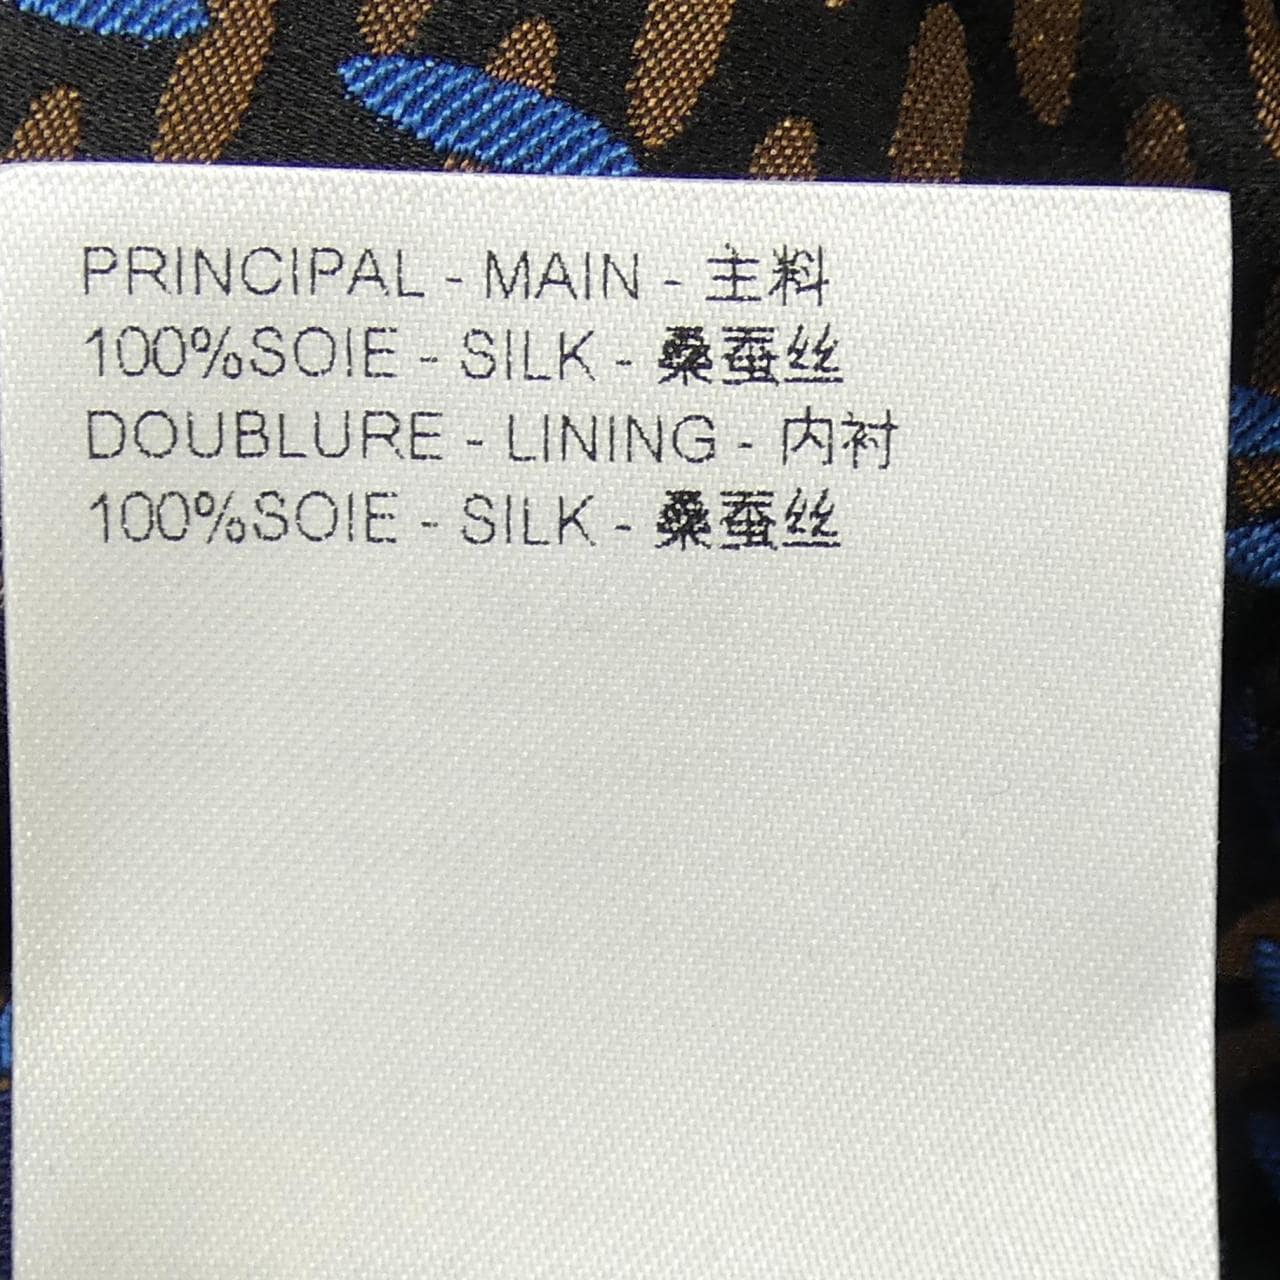 PRINCIPAL - MAIN - 主料
100%SOIE - SILK - 桑蚕丝
DOUBLURE - LINING - 内衬
100%SOIE - SILK - 桑蚕丝